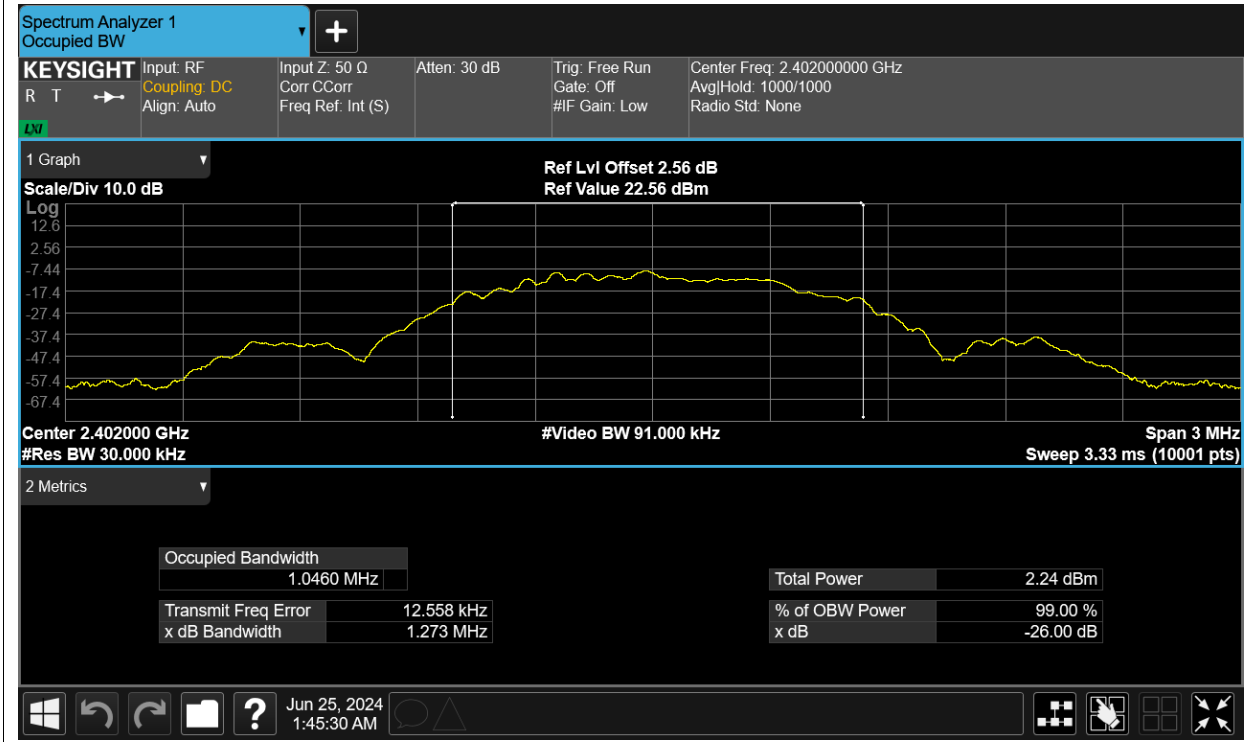 Spectrum Analyzer 1
Occupied BW
KEYSIGHT
R T
LXI
Input: RF
Coupling: DC
Align: Auto
Input Z: 50 Ω
Corr CCorr
Freq Ref: Int (S)
Atten: 30 dB
Trig: Free Run
Gate: Off
#IF Gain: Low
Center Freq: 2.402000000 GHz
Avg|Hold: 1000/1000
Radio Std: None
1 Graph
Scale/Div 10.0 dB
Ref Lvl Offset 2.56 dB
Ref Value 22.56 dBm
Log
12.6
2.56
-7.44
-17.4
-27.4
-37.4
-47.4
-57.4
-67.4
Center 2.402000 GHz
#Video BW 91.000 kHz
Span 3 MHz
#Res BW 30.000 kHz
Sweep 3.33 ms (10001 pts)
2 Metrics
Occupied Bandwidth
1.0460 MHz
Total Power 2.24 dBm
Transmit Freq Error 12.558 kHz
% of OBW Power 99.00 %
x dB Bandwidth 1.273 MHz
x dB -26.00 dB
?
Jun 25, 2024
1:45:30 AM